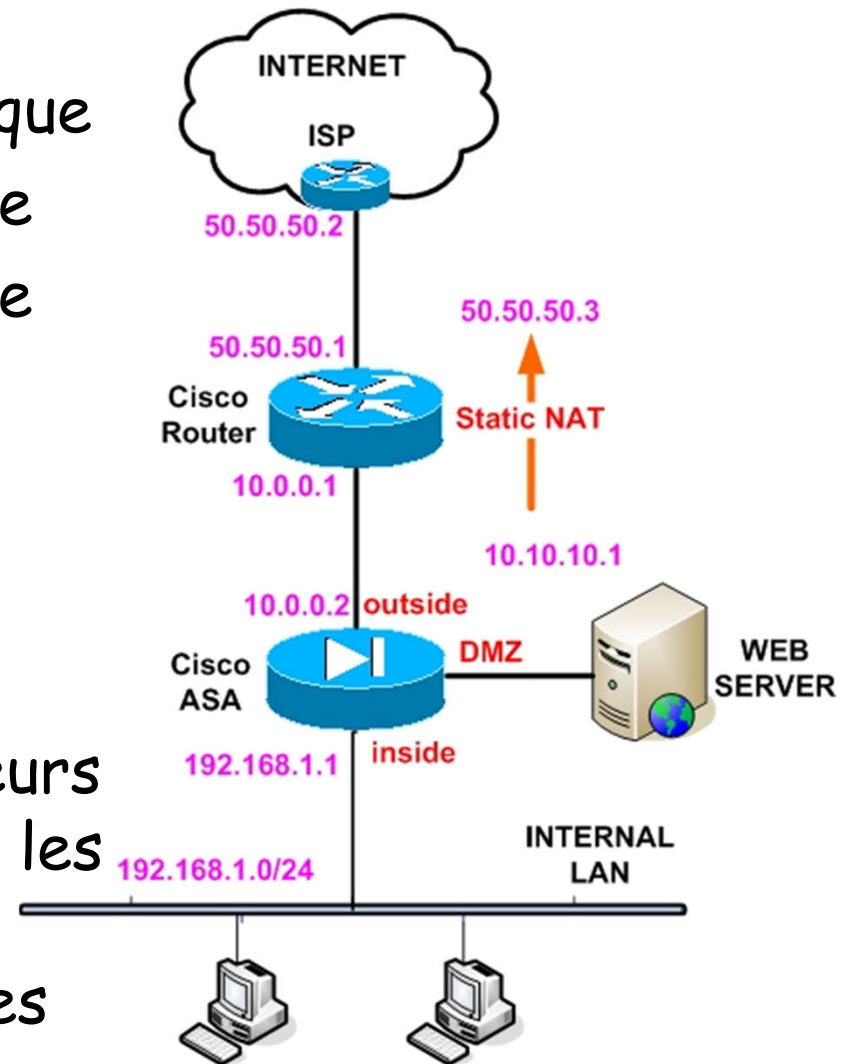 INTERNET
que
ISP
e
50.50.50.2
e
50.50.50.3
50.50.50.1
Cisco
Router
Static NAT
10.0.0.1
10.10.10.1
10.0.0.2 outside
DMZ
WEB
SERVER
Cisco
ASA
inside
192.168.1.1
eurs
les
INTERNAL
LAN
192.168.1.0/24
es